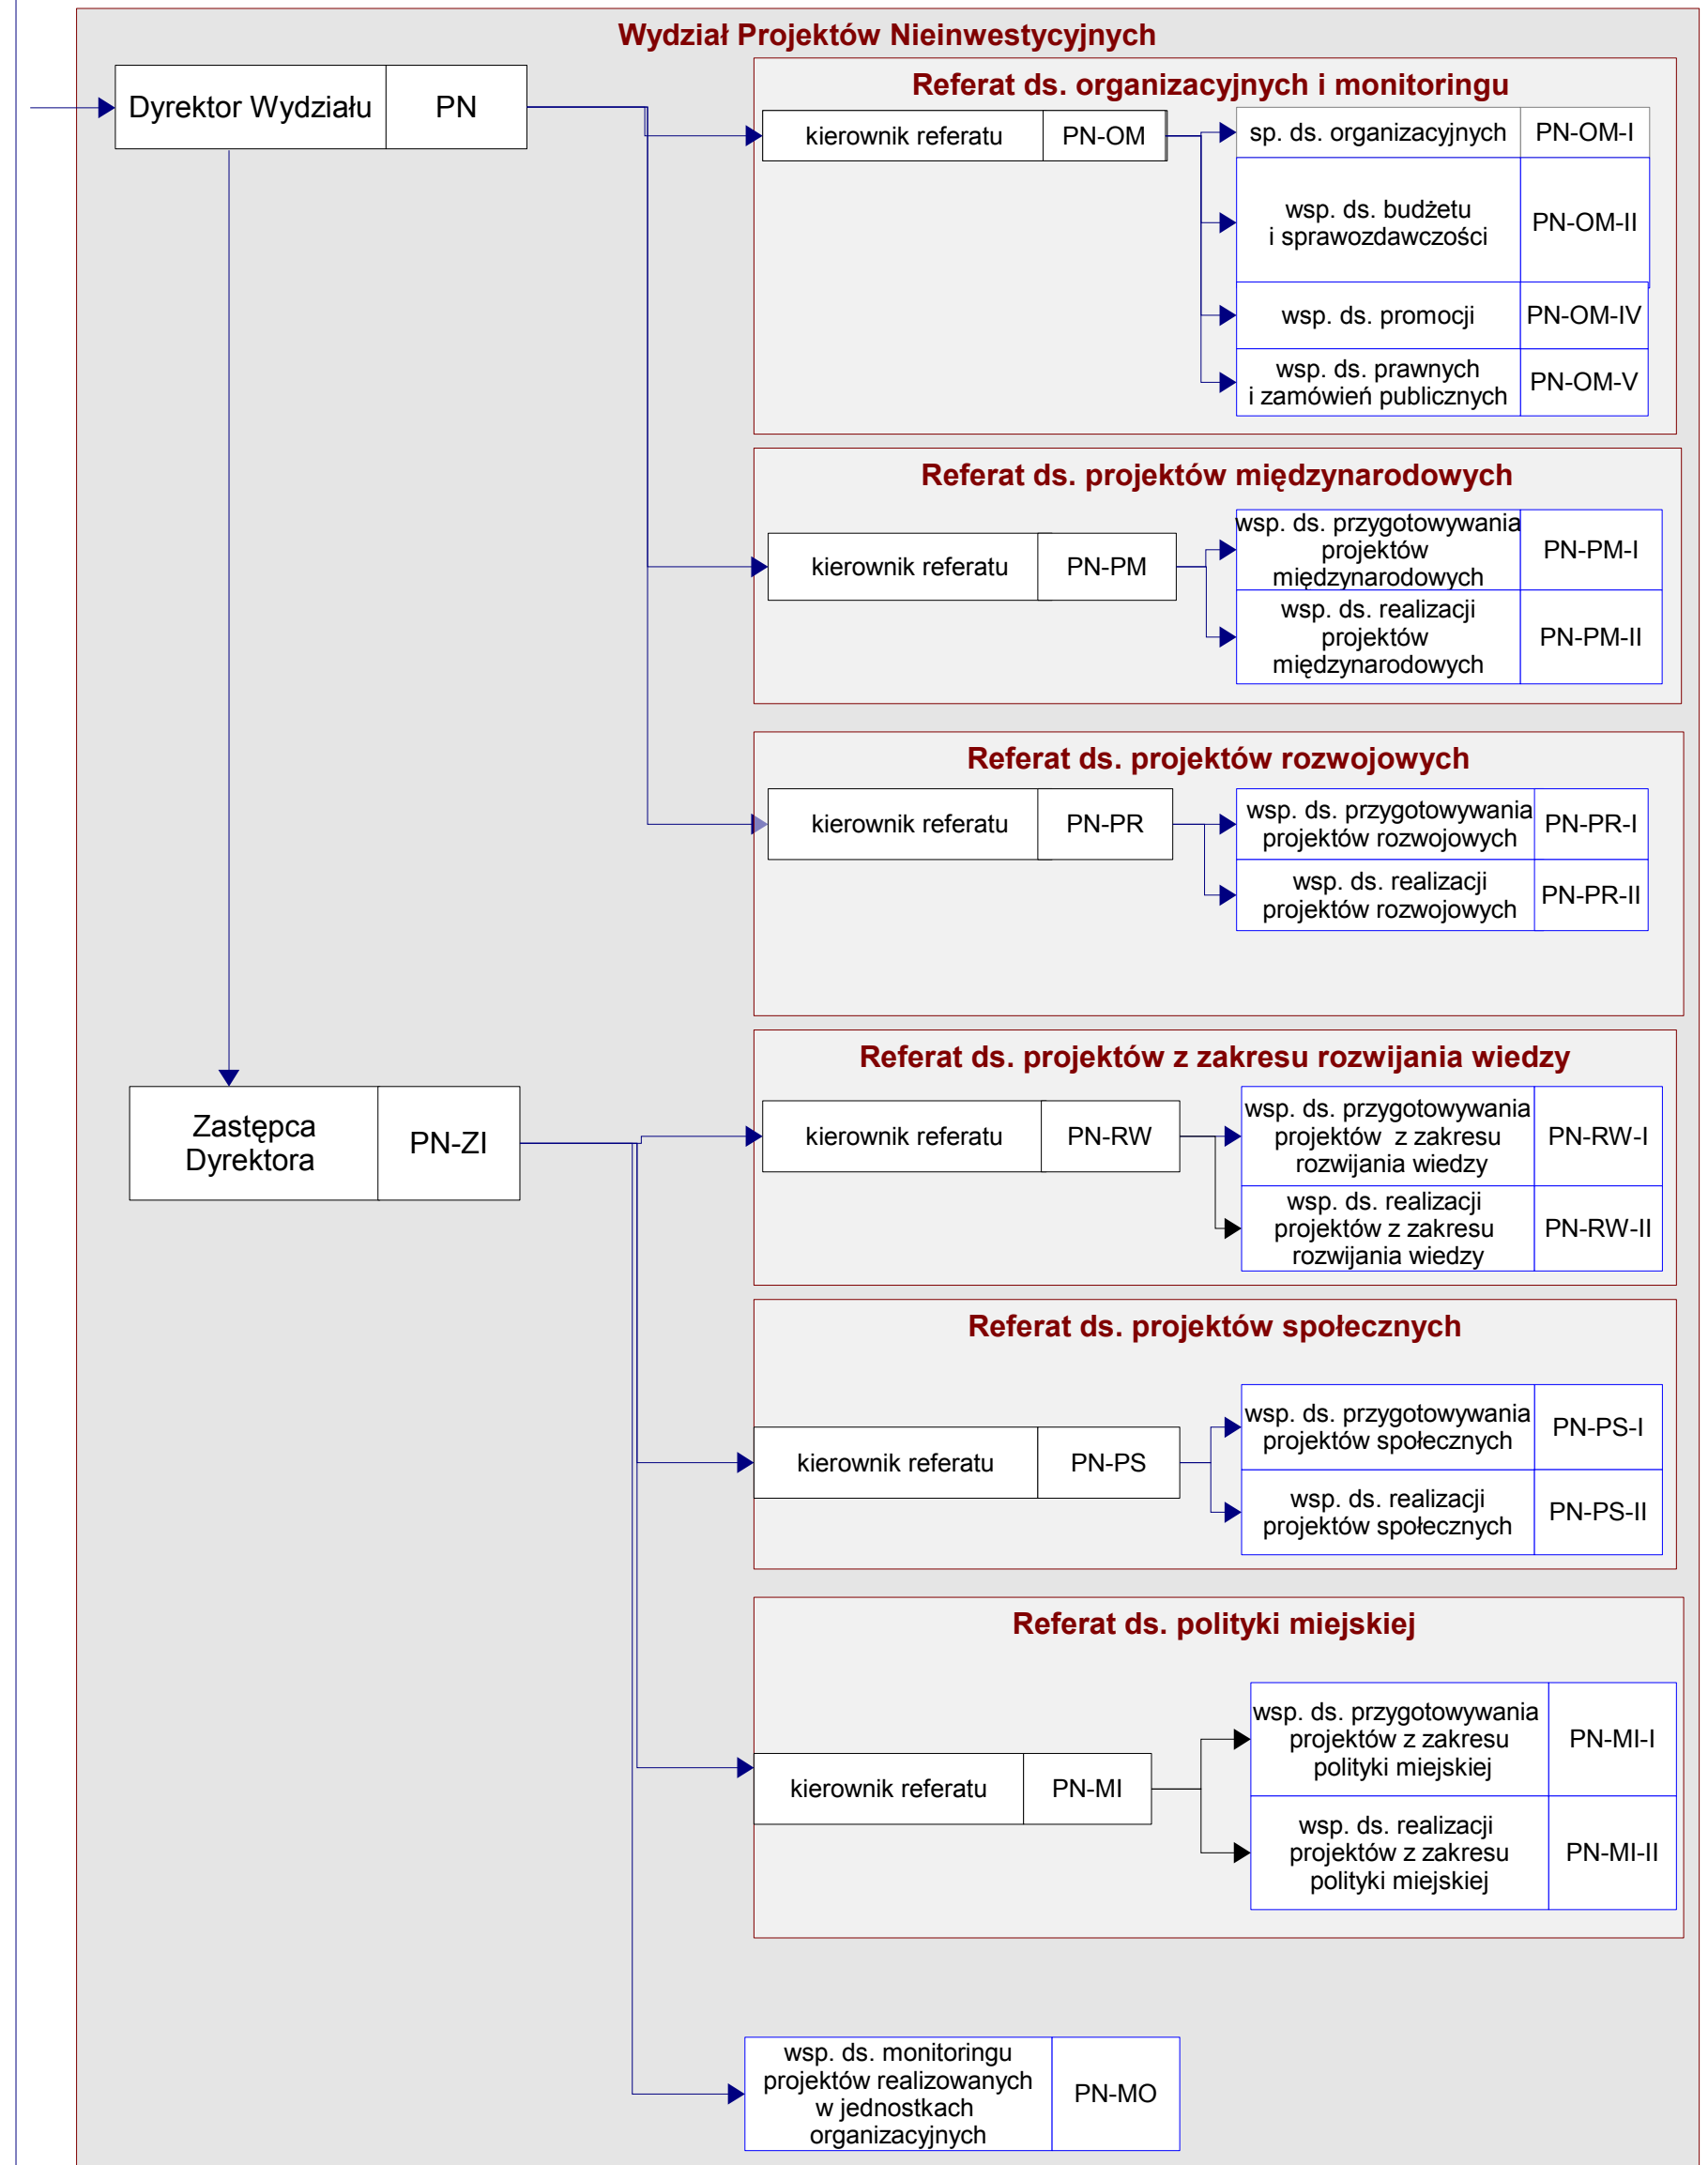 Wydział Projektów Nieinwestycyjnych
Dyrektor Wydziału
PN
Referat ds. organizacyjnych i monitoringu
kierownik referatu
PN-OM
sp. ds. organizacyjnych
PN-OM-I
wsp. ds. budżetu
i sprawozdawczości
PN-OM-II
wsp. ds. promocji
PN-OM-IV
wsp. ds. prawnych
i zamówień publicznych
PN-OM-V
Referat ds. projektów międzynarodowych
kierownik referatu
PN-PM
wsp. ds. przygotowywania
projektów
międzynarodowych
PN-PM-I
wsp. ds. realizacji
projektów
międzynarodowych
PN-PM-II
Referat ds. projektów rozwojowych
kierownik referatu
PN-PR
wsp. ds. przygotowywania
projektów rozwojowych
PN-PR-I
wsp. ds. realizacji
projektów rozwojowych
PN-PR-II
Zastępca
Dyrektora
PN-ZI
Referat ds. projektów z zakresu rozwijania wiedzy
kierownik referatu
PN-RW
wsp. ds. przygotowywania
projektów z zakresu
rozwijania wiedzy
PN-RW-I
wsp. ds. realizacji
projektów z zakresu
rozwijania wiedzy
PN-RW-II
Referat ds. projektów społecznych
kierownik referatu
PN-PS
wsp. ds. przygotowywania
projektów społecznych
PN-PS-I
wsp. ds. realizacji
projektów społecznych
PN-PS-II
Referat ds. polityki miejskiej
kierownik referatu
PN-MI
wsp. ds. przygotowywania
projektów z zakresu
polityki miejskiej
PN-MI-I
wsp. ds. realizacji
projektów z zakresu
polityki miejskiej
PN-MI-II
wsp. ds. monitoringu
projektów realizowanych
w jednostkach
organizacyjnych
PN-MO